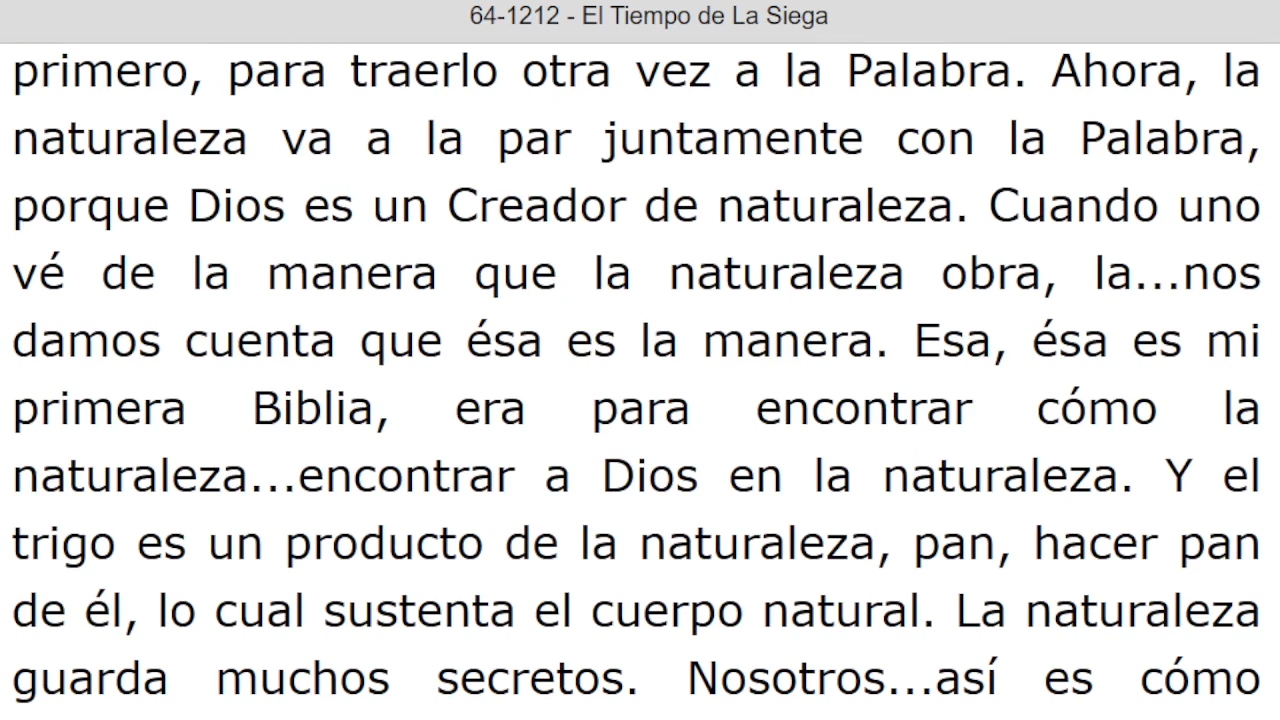 64-1212 - El Tiempo de La Siega
primero, para traerlo otra vez a la Palabra. Ahora, la
naturaleza va a la par juntamente con la Palabra,
porque Dios es un Creador de naturaleza. Cuando uno
vé de la manera que la naturaleza obra, la...nos
damos cuenta que ésa es la manera. Esa, ésa es mi
primera Biblia, era para encontrar cómo la
naturaleza...encontrar a Dios en la naturaleza. Y el
trigo es un producto de la naturaleza, pan, hacer pan
de él, lo cual sustenta el cuerpo natural. La naturaleza
guarda muchos secretos. Nosotros...así es cómo